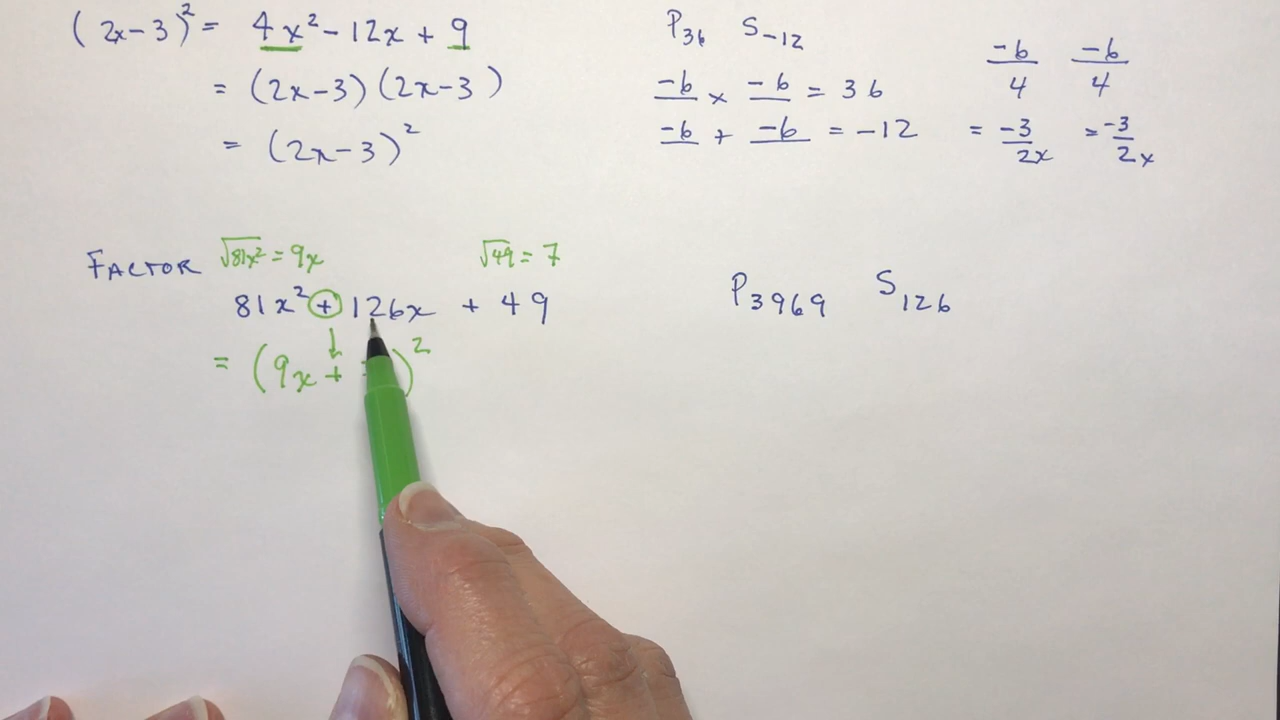 (2x-3)² = 4x² - 12x + 9
= (2x-3)(2x-3)
= (2x-3)²
P₃₆ S₋₁₂
-6 × -6 = 36
-6 + -6 = -12
-6/4 -6/4
= -3/2x = -3/2x
FACTOR √81x² = 9x √49 = 7
81x² + 126x + 49
= (9x + )²
P₃₉₆₉ S₁₂₆